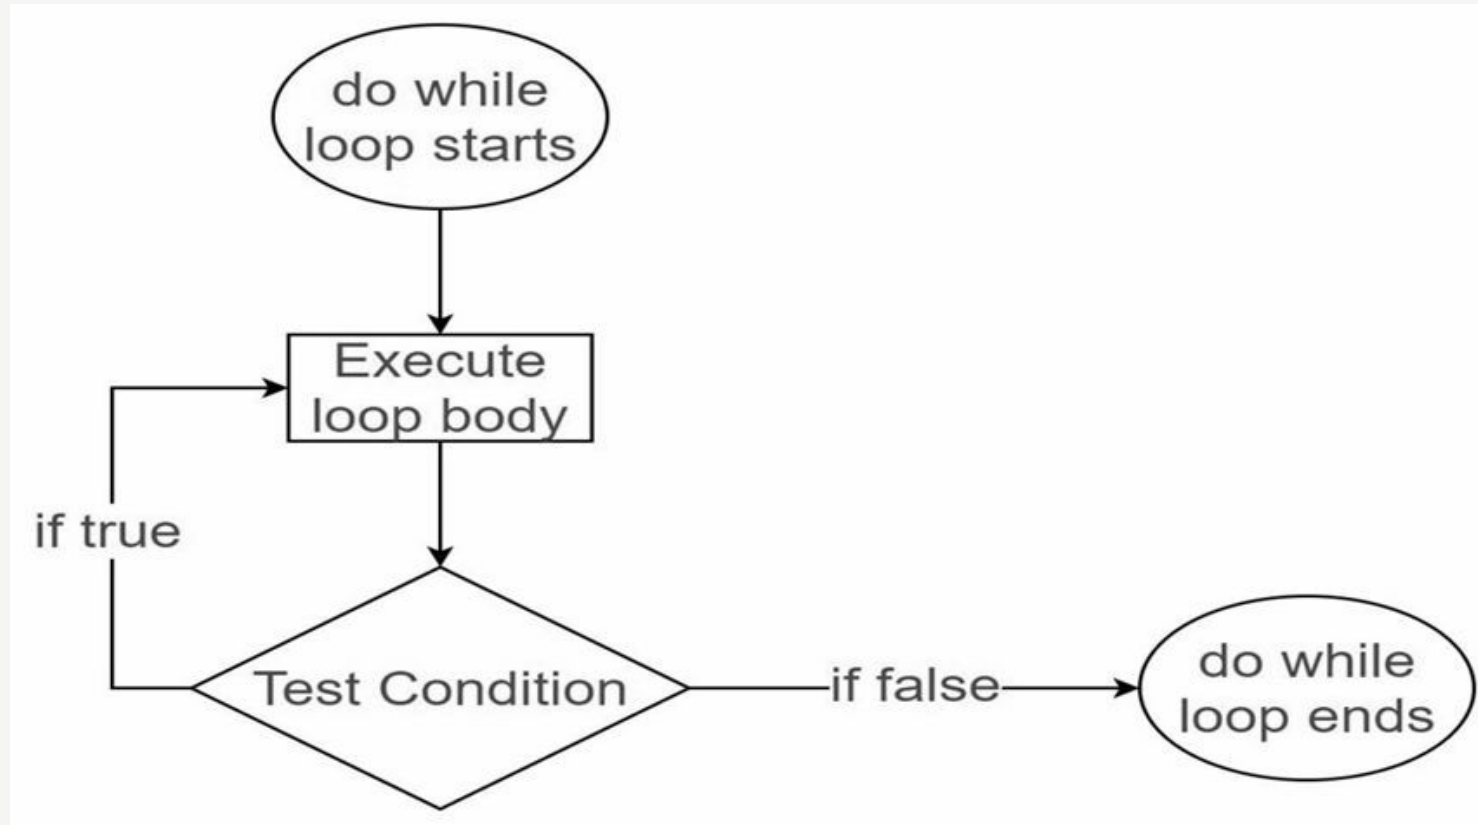 do while
loop starts
Execute
loop body
if true
Test Condition
if false
do while
loop ends